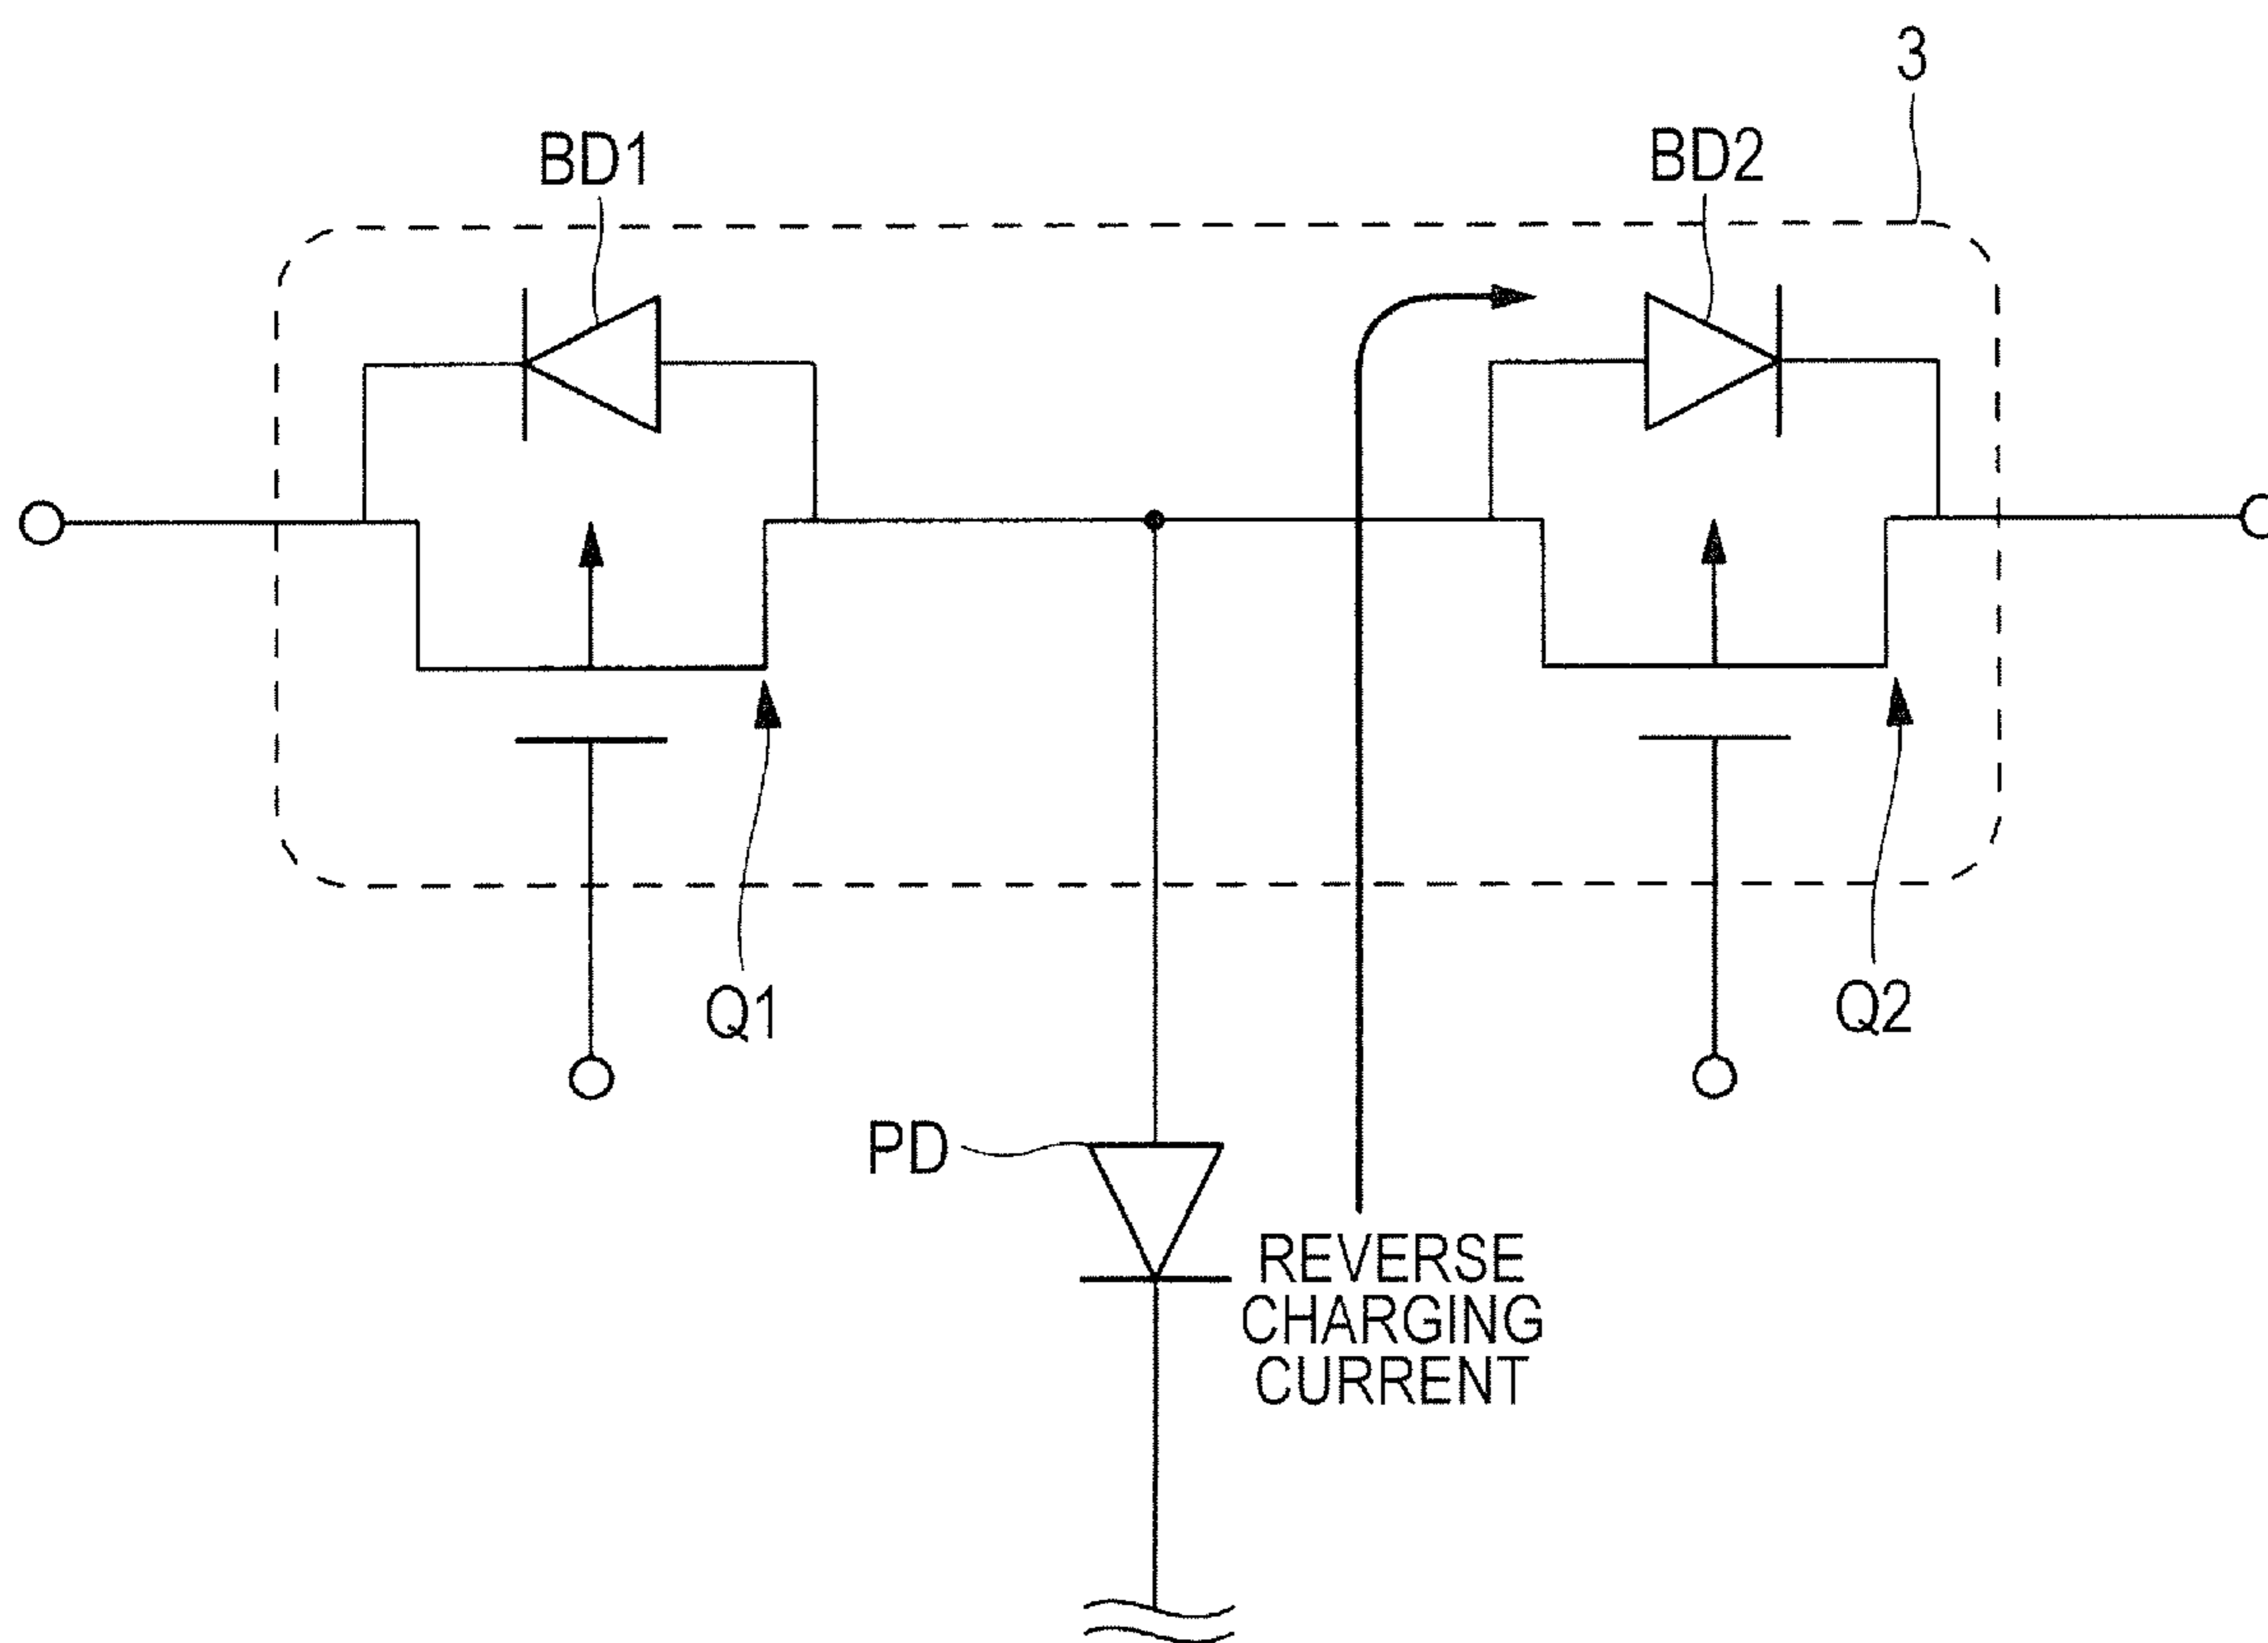 3
BD1
BD2
Q1
Q2
PD
REVERSE
CHARGING
CURRENT